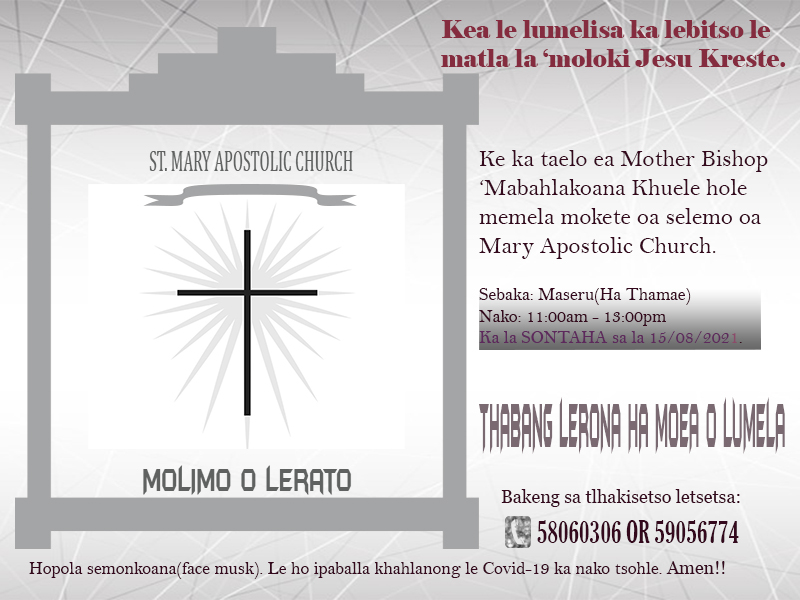 Kea le lumelisa ka lebitso le
matla la ‘moloki Jesu Kreste.
ST. MARY APOSTOLIC CHURCH
MOLIMO O LERATO
Ke ka taelo ea Mother Bishop
‘Mabahlakoana Khuele hole
memela mokete oa selemo oa
Mary Apostolic Church.
Sebaka: Maseru(Ha Thamae)
Nako: 11:00am - 13:00pm
Ka la SONTAHA sa la 15/08/2021.
THABANG LERONA HA MOEA O LUMELA
Bakeng sa tlhakisetso letsetsa:
58060306 OR 59056774
Hopola semonkoana(face musk). Le ho ipaballa khahlanong le Covid-19 ka nako tsohle. Amen!!